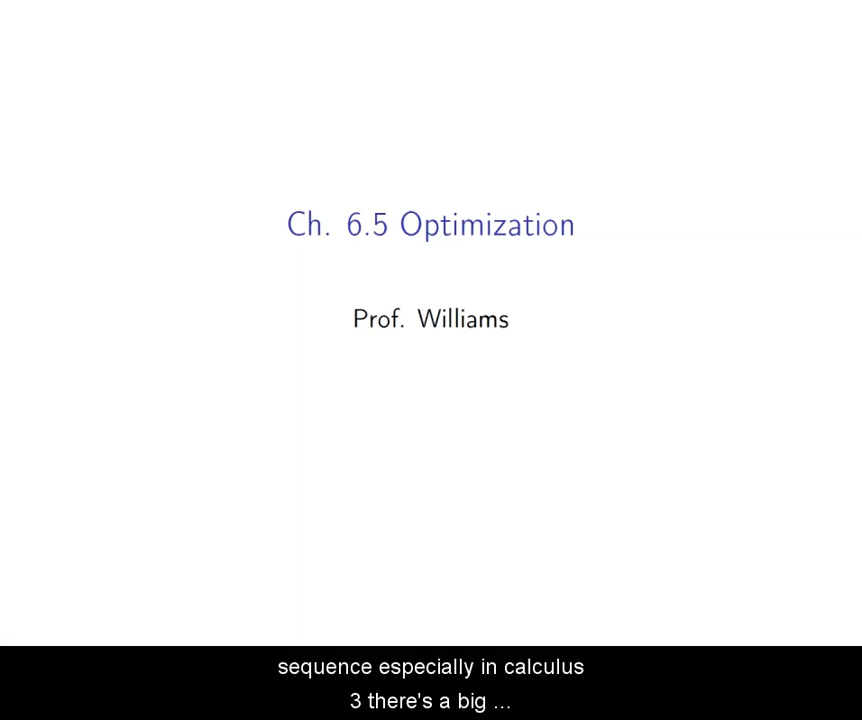 Ch. 6.5 Optimization
Prof. Williams
sequence especially in calculus
3 there's a big ...